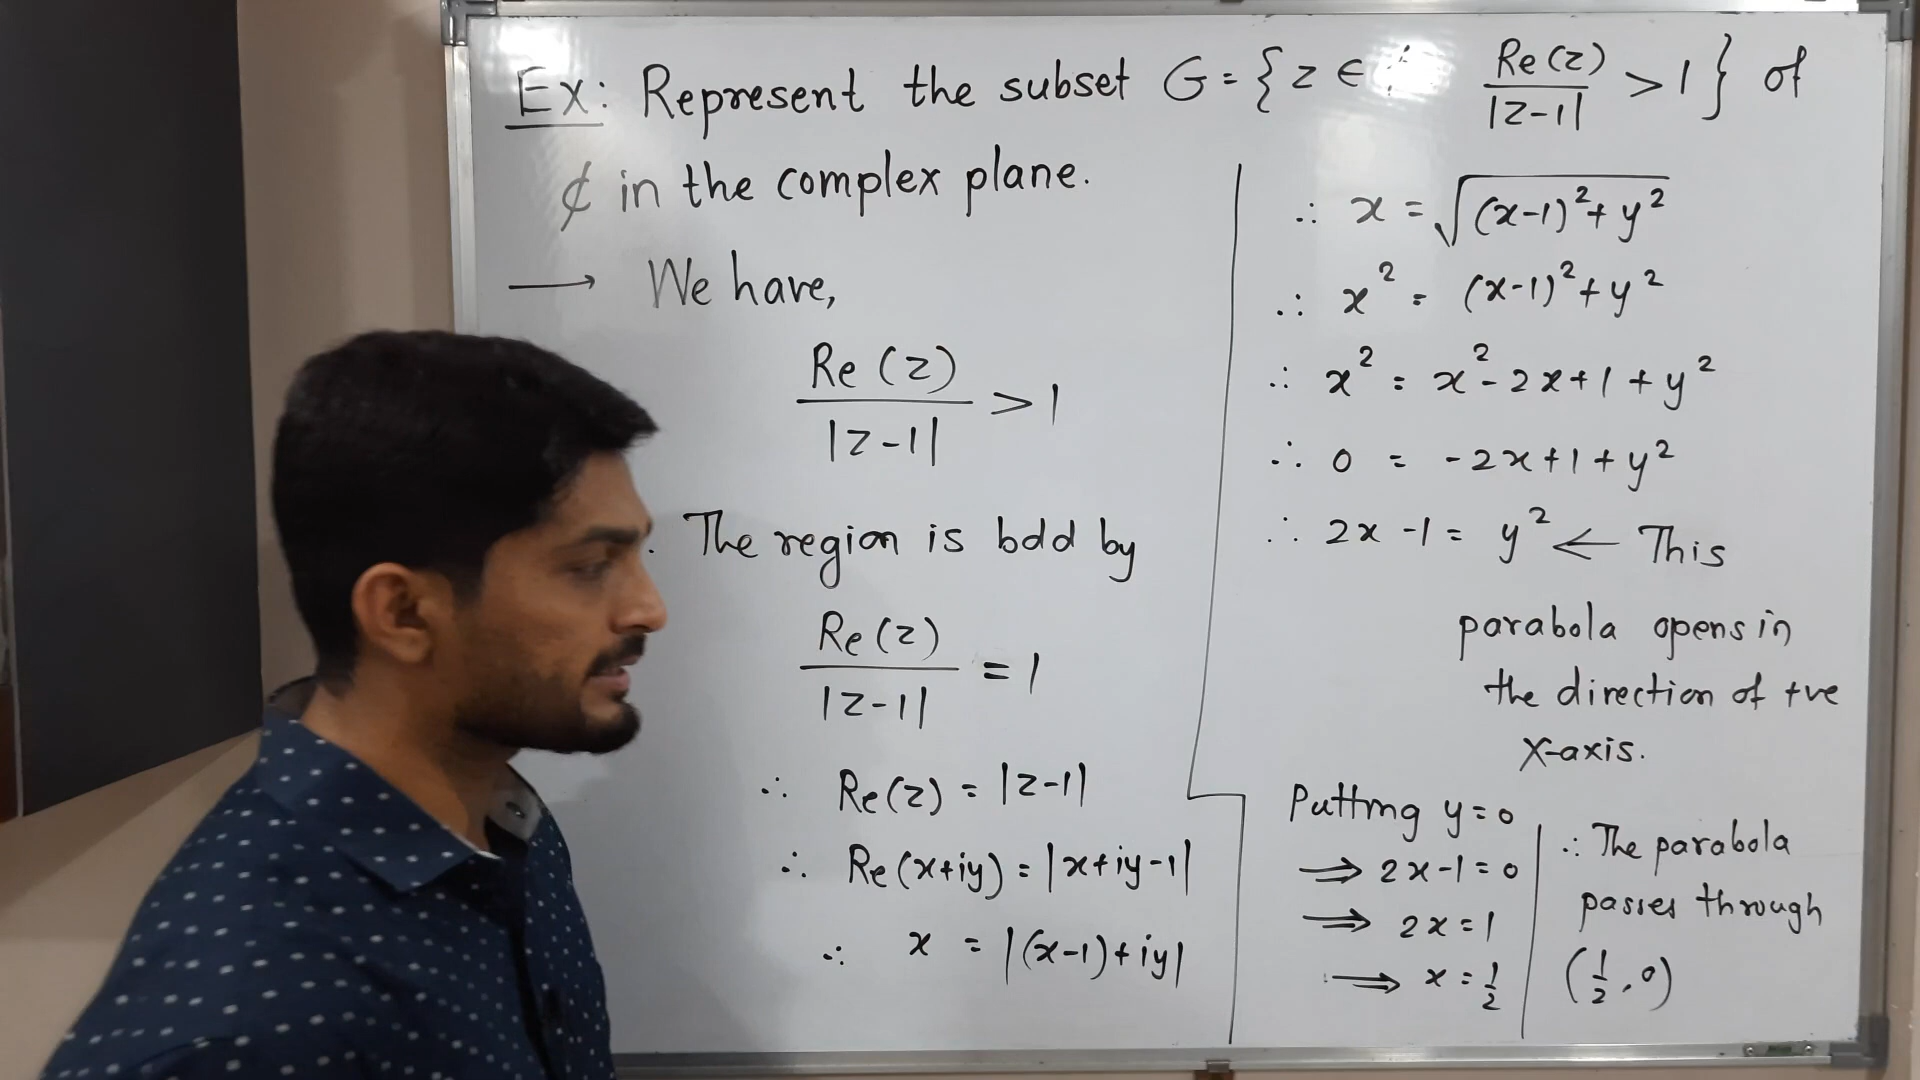 Ex: Represent the subset G = { z ∈ Re(z)/|z-1| > 1 } of
₵ in the complex plane.
→ We have,
Re(z)/|z-1| > 1
. The region is bdd by
Re(z)/|z-1| = 1
∴ Re(z) = |z-1|
∴ Re(x+iy) = |x+iy-1|
∴ x = |(x-1)+iy|
∴ x = √((x-1)²+y²)
∴ x² = (x-1)²+y²
∴ x² = x²-2x+1+y²
∴ 0 = -2x+1+y²
∴ 2x-1 = y² ← This
parabola opens in
the direction of +ve
X-axis.
Putting y=0
⇒ 2x-1=0
⇒ 2x=1
⇒ x=1/2
∴ The parabola
passes through
(1/2, 0)